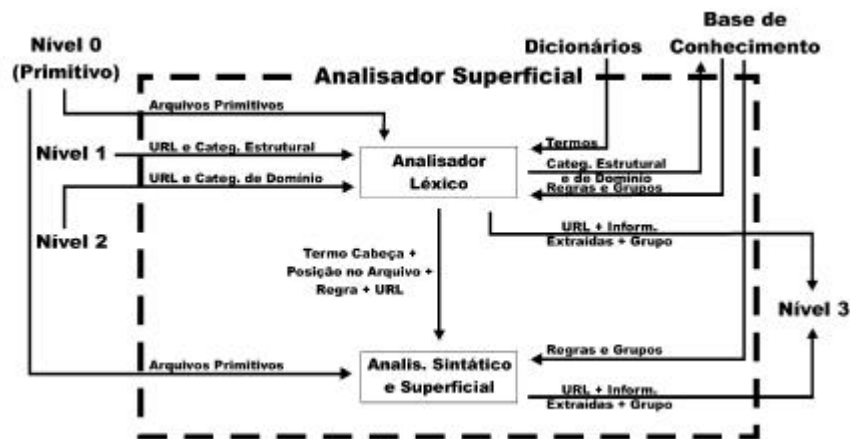 Nível 0
(Primitivo)
Dicionários
Base de
Conhecimento
Analisador Superficial
Arquivos Primitivos
Nível 1
URL e Categ. Estrutural
Analisador
Léxico
Termos
Categ. Estrutural
e de Domínio
Regras e Grupos
URL e Categ. de Domínio
Nível 2
URL + Inform.
Extraídas + Grupo
Termo Cabeça +
Posição no Arquivo +
Regra + URL
Nível 3
Arquivos Primitivos
Analis. Sintático
e Superficial
Regras e Grupos
URL + Inform.
Extraídas + Grupo